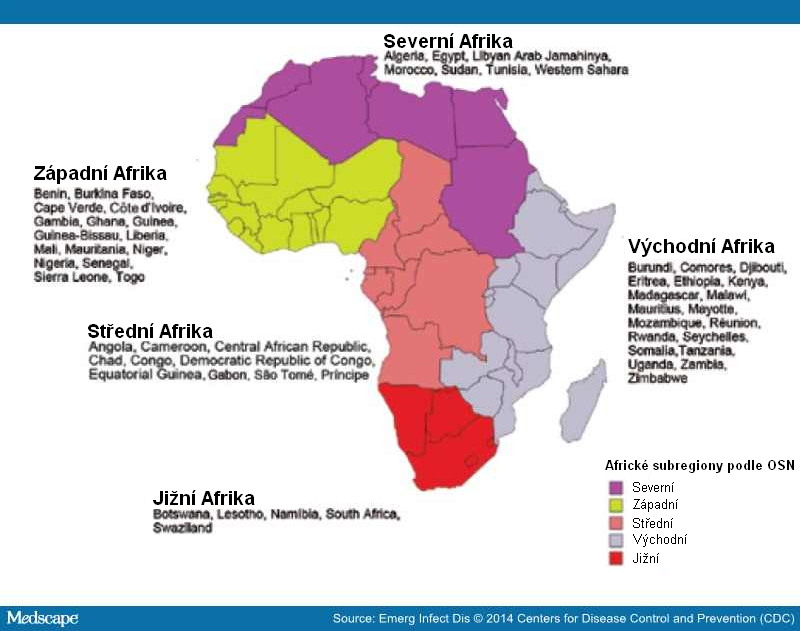 Severní Afrika
Algeria, Egypt, Libyan Arab Jamahiriya,
Morocco, Sudan, Tunisia, Western Sahara
Západní Afrika
Benin, Burkina Faso,
Cape Verde, Côte d'Ivoire,
Gambia, Ghana, Guinea,
Guinea-Bissau, Liberia,
Mali, Mauritania, Niger,
Nigeria, Senegal,
Sierra Leone, Togo
Východní Afrika
Burundi, Comores, Djibouti,
Eritrea, Ethiopia, Kenya,
Madagascar, Malawi,
Mauritius, Mayotte,
Mozambique, Réunion,
Rwanda, Seychelles,
Somalia,Tanzania,
Uganda, Zambia,
Zimbabwe
Střední Afrika
Angola, Cameroon, Central African Republic,
Chad, Congo, Democratic Republic of Congo,
Equatorial Guinea, Gabon, São Tomé, Príncipe
Jižní Afrika
Botswana, Lesotho, Namibia, South Africa,
Swaziland
Africké subregiony podle OSN
Severní
Západní
Střední
Východní
Jižní
Medscape
Source: Emerg Infect Dis © 2014 Centers for Disease Control and Prevention (CDC)